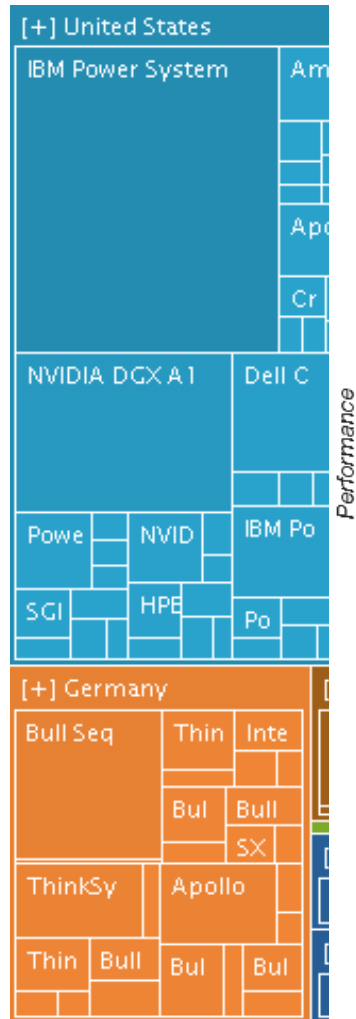 [+] United States
IBM Power System
Am
Apo
Cr
NVIDIA DGX A1
Dell C
Powe
NVID
IBM Po
SGI
HPE
Po
Performance
[+] Germany
Bull Seq
Thin
Inte
Bul
Bull
SX
ThinkSy
Apollo
Thin
Bull
Bul
Bu